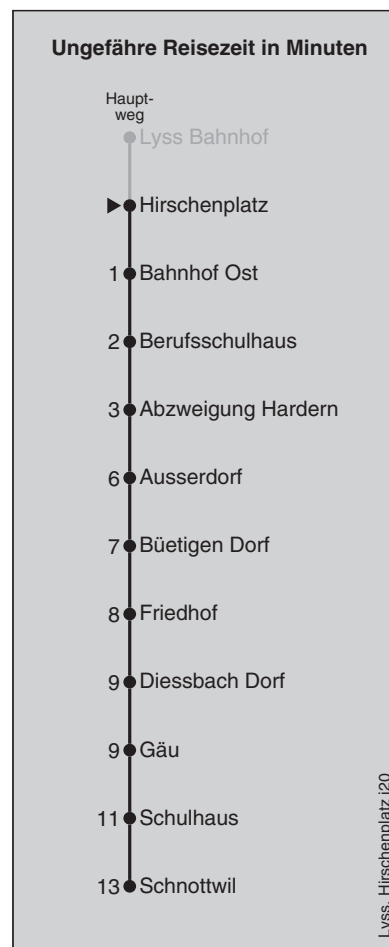 Ungefähre Reisezeit in Minuten
Haupt-
weg
Lyss Bahnhof
Hirschenplatz
1 Bahnhof Ost
2 Berufsschulhaus
3 Abzweigung Hardern
6 Ausserdorf
7 Büetigen Dorf
8 Friedhof
9 Diessbach Dorf
9 Gäu
11 Schulhaus
13 Schnottwil
Lyss, Hirschenplatz j20